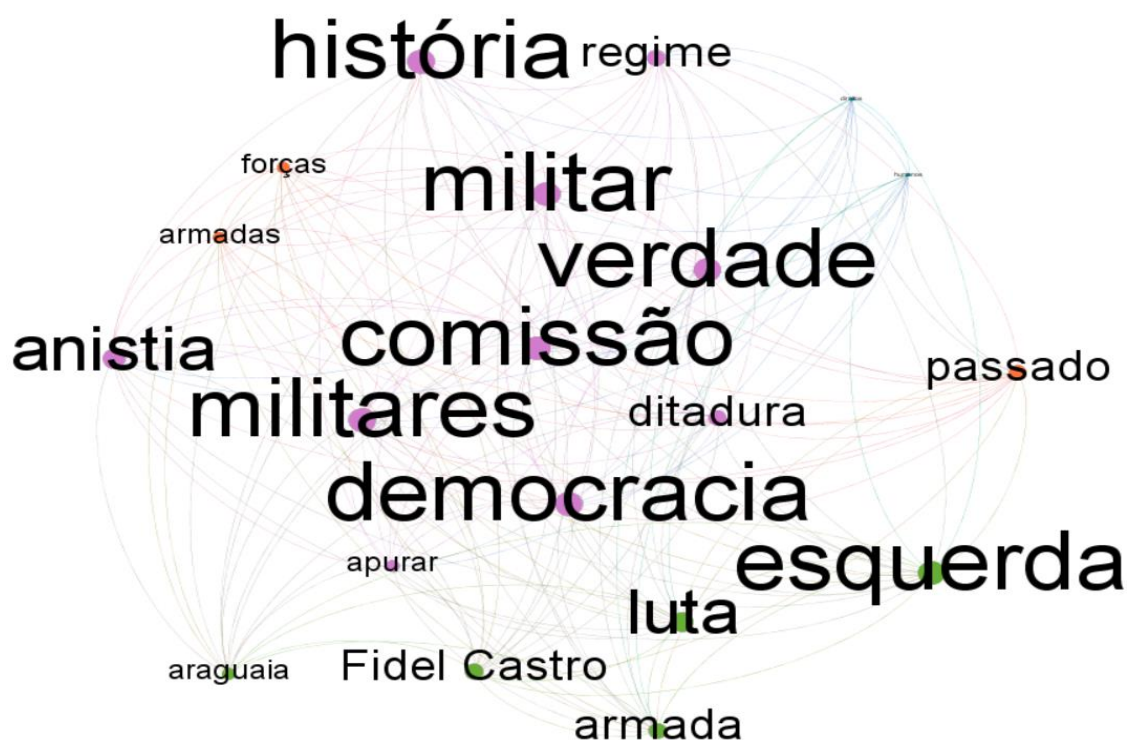 história regime
forças
militar
armadas
verdade
comissão
anistia
passado
militares
ditadura
democracia
apurar
esquerda
luta
araguaia
Fidel Castro
armada